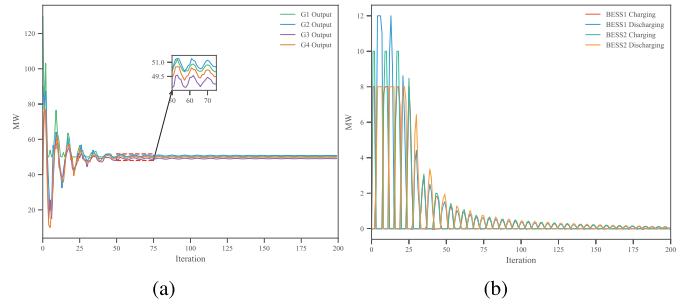 G1 Output
G2 Output
G3 Output
G4 Output
120
100
80
60
40
20
MW
51.0
49.5
50 60 70
0 25 50 75 100 125 150 175 200
Iteration
(a)
BESS1 Charging
BESS1 Discharging
BESS2 Charging
BESS2 Discharging
12
10
8
6
4
2
0
MW
0 25 50 75 100 125 150 175 200
Iteration
(b)